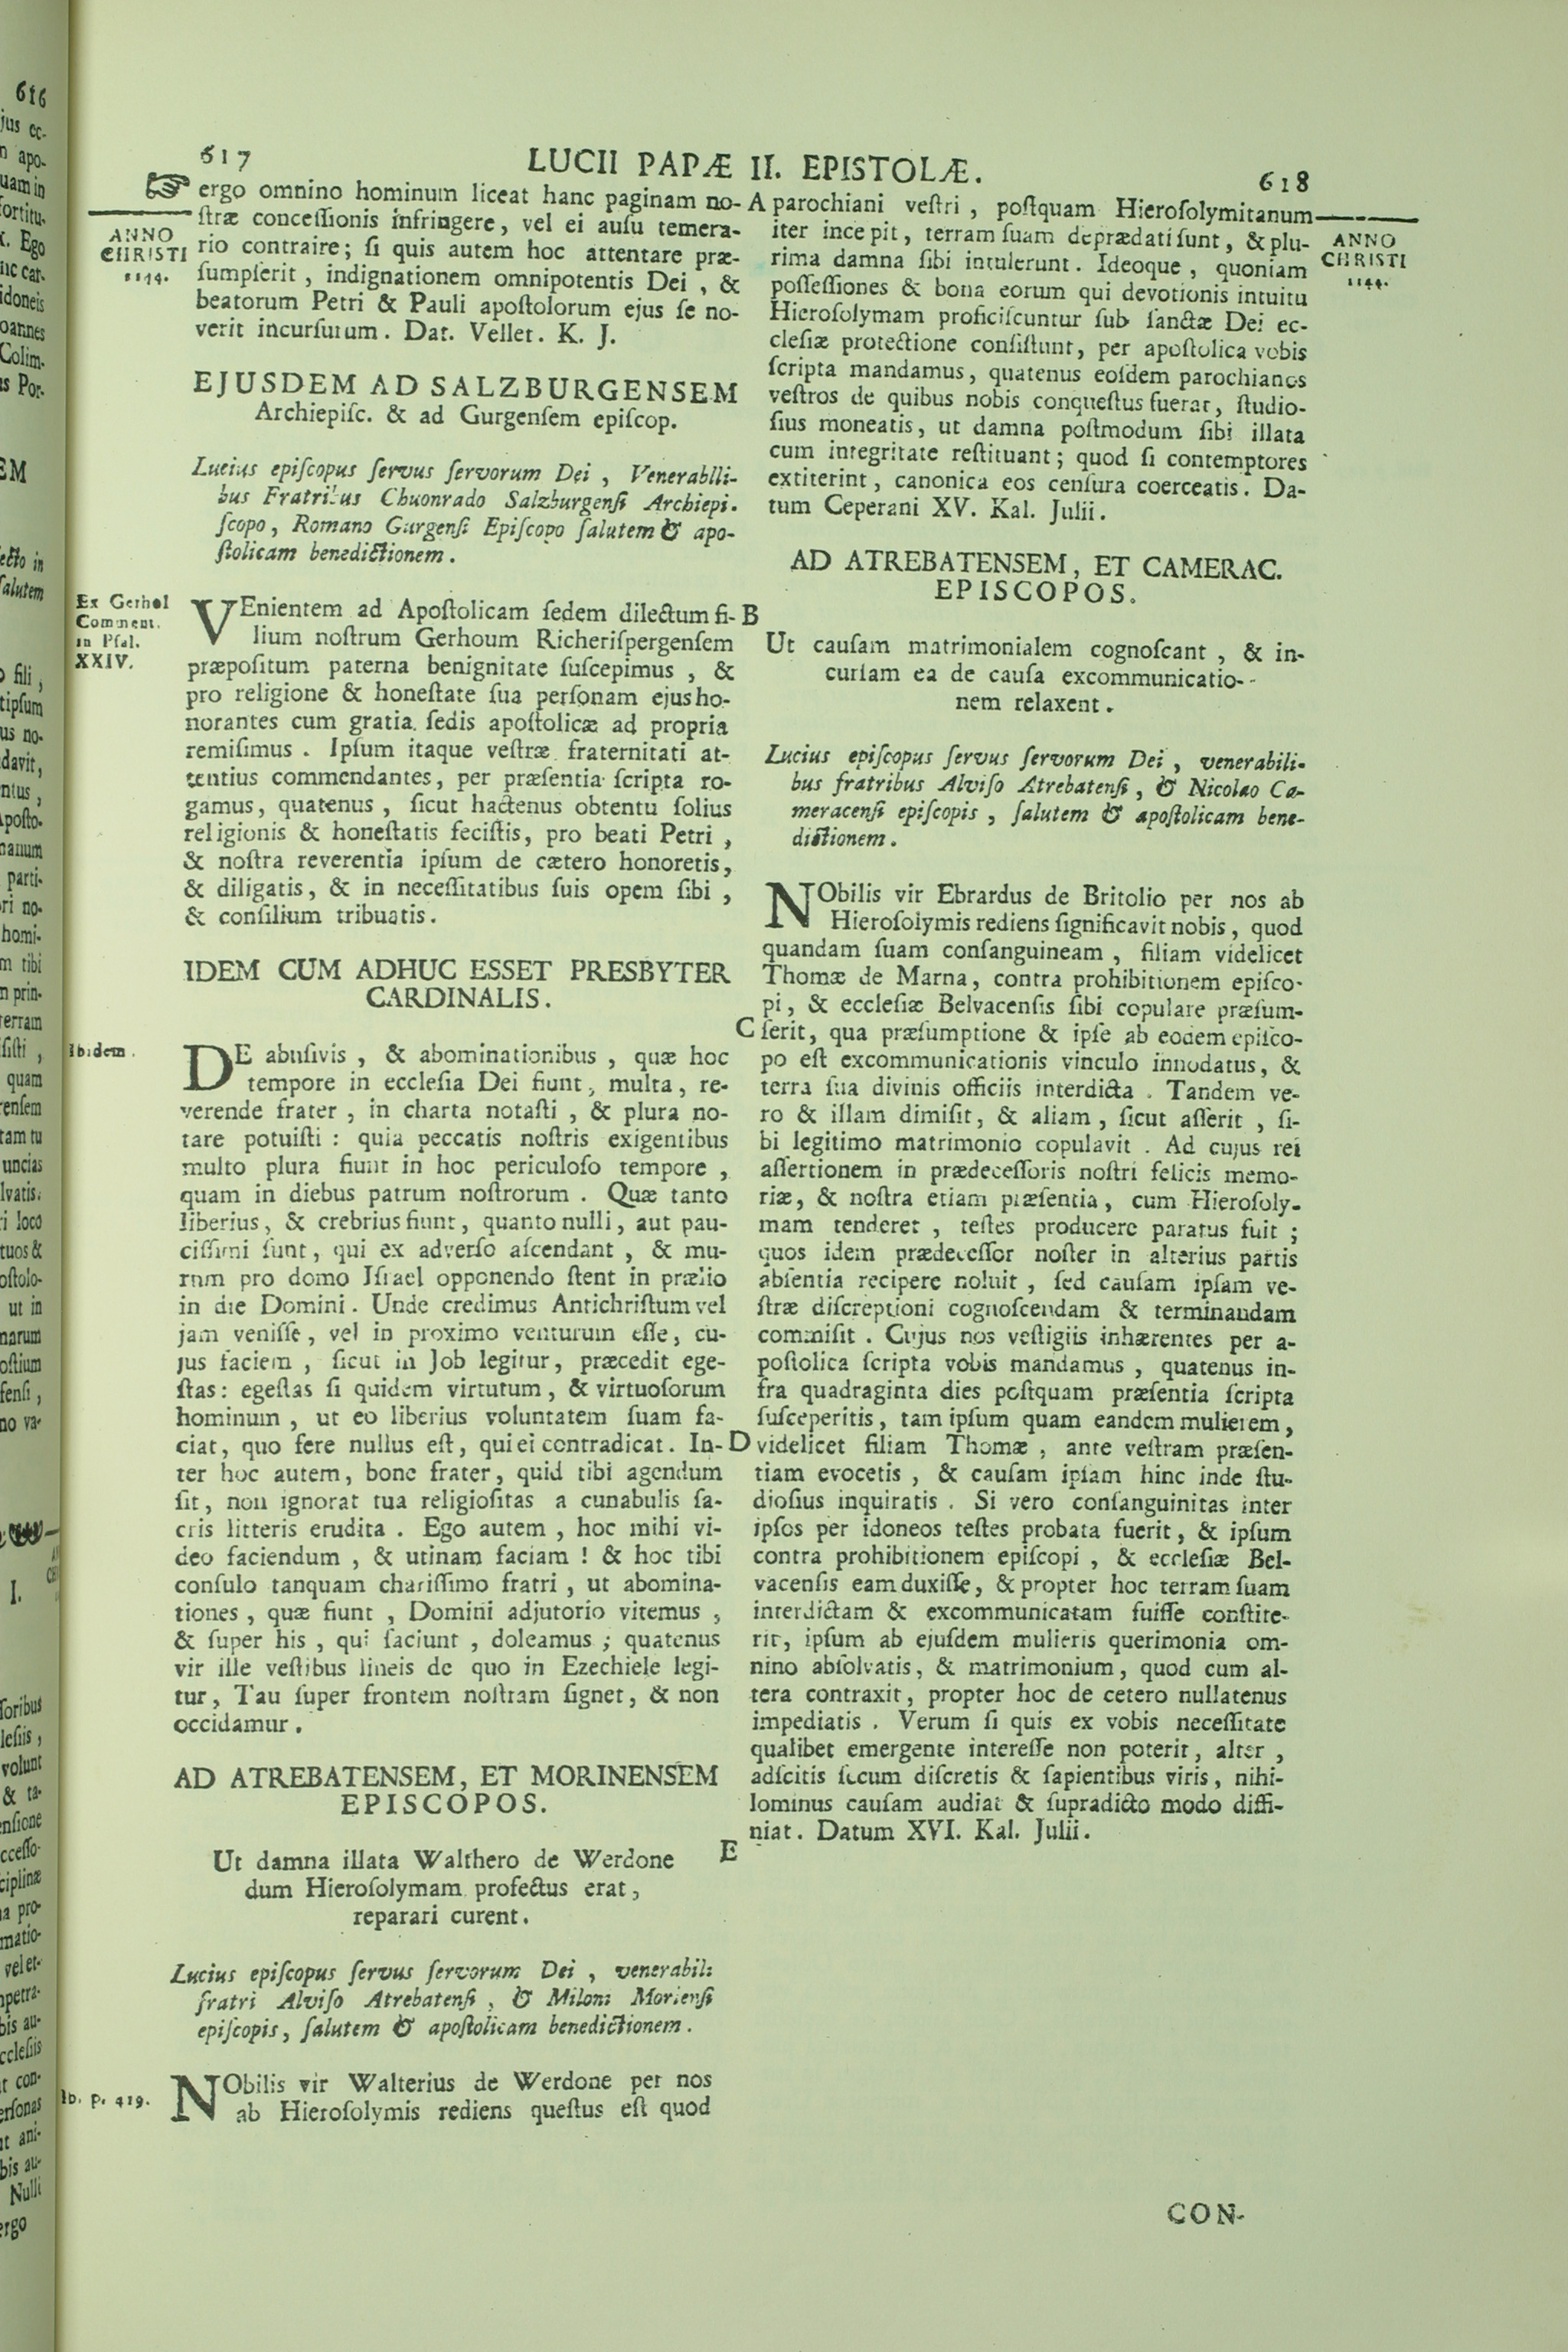 617
LUCII PAPÆ II. EPISTOLÆ.
618
ergo omnino hominum liceat hanc paginam no-
ſtræ conceſſionis infringere, vel ei auſu temera-
rio contraire; ſi quis autem hoc attentare præ-
ſumpſerit, indignationem omnipotentis Dei, &
beatorum Petri & Pauli apoſtolorum ejus ſe no-
verit incurſurum. Dat. Vellet. K. J.
ANNO
CHRISTI
1144.
EJUSDEM AD SALZBURGENSEM
Archiepiſc. & ad Gurgenſem epiſcop.
Lucius epiſcopus ſervus ſervorum Dei, Venerablli-
bus Fratribus Chuonrado Salzburgenſi Archiepi-
ſcopo, Romano Gurgenſi Epiſcopo ſalutem & apo-
ſtolicam benedictionem.
Ex Gerhol
Comment.
in Pſal.
XXIV.
VEnientem ad Apoſtolicam ſedem dilectum fi-
lium noſtrum Gerhoum Richeriſpergenſem
præpoſitum paterna benignitate ſuſcepimus, &
pro religione & honeſtate ſua perſonam ejus ho-
norantes cum gratia ſedis apoſtolicæ ad propria
remiſimus. Ipſum itaque veſtræ fraternitati at-
tentius commendantes, per præſentia ſcripta ro-
gamus, quatenus, ſicut hactenus obtentu ſolius
religionis & honeſtatis feciſtis, pro beati Petri,
& noſtra reverentia ipſum de cætero honoretis,
& diligatis, & in neceſſitatibus ſuis opem ſibi,
& conſilium tribuatis.
IDEM CUM ADHUC ESSET PRESBYTER
CARDINALIS.
Ibidem.
DE abuſivis, & abominationibus, quæ hoc
tempore in eccleſia Dei fiunt, multa, re-
verende frater, in charta notaſti, & plura no-
tare potuiſti: quia peccatis noſtris exigentibus
multo plura fiunt in hoc periculoſo tempore,
quam in diebus patrum noſtrorum. Quæ tanto
liberius, & crebrius fiunt, quanto nulli, aut pau-
ciſſimi ſunt, qui ex adverſo aſcendant, & mu-
rum pro domo Iſrael opponendo ſtent in prælio
in die Domini. Unde credimus Antichriſtum vel
jam veniſſe, vel in proximo venturum eſſe, cu-
jus faciem, ſicut in Job legitur, præcedit ege-
ſtas: egeſtas ſi quidem virtutum, & virtuoſorum
hominum, ut eo liberius voluntatem ſuam fa-
ciat, quo fere nullus eſt, qui ei contradicat. In-
ter hoc autem, bone frater, quid tibi agendum
ſit, non ignorat tua religioſitas a cunabulis ſa-
cris litteris erudita. Ego autem, hoc mihi vi-
deo faciendum, & utinam faciam! & hoc tibi
conſulo tanquam chariſſimo fratri, ut abomina-
tiones, quæ fiunt, Domini adjutorio vitemus,
& ſuper his, qui faciunt, doleamus; quatenus
vir ille veſtibus lineis de quo in Ezechiele legi-
tur, Tau ſuper frontem noſtram ſignet, & non
occidamur.
AD ATREBATENSEM, ET MORINENSEM
EPISCOPOS.
Ut damna illata Walthero de Werdone
dum Hieroſolymam profectus erat,
reparari curent.
Lucius epiſcopus ſervus ſervorum Dei, venerabili
fratri Alviſo Atrebatenſi, & Miloni Morienſi
epiſcopis, ſalutem & apoſtolicam benedictionem.
Ib. p. 419.
NObilis vir Walterius de Werdone per nos
ab Hieroſolymis rediens queſtus eſt quod
A
B
C
D
E
parochiani veſtri, poſtquam Hieroſolymitanum
iter incepit, terram ſuam deprædati ſunt, & plu-
rima damna ſibi intulerunt. Ideoque, quoniam
poſſeſſiones & bona eorum qui devotionis intuitu
Hieroſolymam proficiſcuntur ſub ſanctæ Dei ec-
cleſiæ protectione conſiſtunt, per apoſtolica vobis
ſcripta mandamus, quatenus eoſdem parochianos
veſtros de quibus nobis conqueſtus fuerat, ſtudio-
ſius moneatis, ut damna poſtmodum ſibi illata
cum integritate reſtituant; quod ſi contemptores
extiterint, canonica eos cenſura coerceatis. Da-
tum Ceperani XV. Kal. Julii.
ANNO
CHRISTI
1144.
AD ATREBATENSEM, ET CAMERAC.
EPISCOPOS.
Ut cauſam matrimonialem cognoſcant, & in-
curiam ea de cauſa excommunicatio-
nem relaxent.
Lucius epiſcopus ſervus ſervorum Dei, venerabili-
bus fratribus Alviſo Atrebatenſi, & Nicolao Ca-
meracenſi epiſcopis, ſalutem & apoſtolicam bene-
dictionem.
NObilis vir Ebrardus de Britolio per nos ab
Hieroſolymis rediens ſignificavit nobis, quod
quandam ſuam conſanguineam, filiam videlicet
Thomæ de Marna, contra prohibitionem epiſco-
pi, & eccleſiæ Belvacenſis ſibi copulare præſum-
ſerit, qua præſumptione & ipſe ab eodem epiſco-
po eſt excommunicationis vinculo innodatus, &
terra ſua divinis officiis interdicta. Tandem ve-
ro & illam dimiſit, & aliam, ſicut aſſerit, ſi-
bi legitimo matrimonio copulavit. Ad cujus rei
aſſertionem in prædeceſſoris noſtri felicis memo-
riæ, & noſtra etiam præſentia, cum Hieroſoly-
mam tenderet, teſtes producere paratus fuit;
quos idem prædeceſſor noſter in alterius partis
abſentia recipere noluit, ſed cauſam ipſam ve-
ſtræ diſcreptioni cognoſcendam & terminandam
commiſit. Cujus nos veſtigiis inhærentes per a-
poſtolica ſcripta vobis mandamus, quatenus in-
fra quadraginta dies poſtquam præſentia ſcripta
ſuſceperitis, tam ipſum quam eandem mulierem,
videlicet filiam Thomæ, ante veſtram præſen-
tiam evocetis, & cauſam ipſam hinc inde ſtu-
dioſius inquiratis. Si vero conſanguinitas inter
ipſos per idoneos teſtes probata fuerit, & ipſum
contra prohibitionem epiſcopi, & eccleſiæ Bel-
vacenſis eam duxiſſe, & propter hoc terram ſuam
interdictam & excommunicatam fuiſſe conſtite-
rit, ipſum ab ejuſdem mulieris querimonia om-
nino abſolvatis, & matrimonium, quod cum al-
tera contraxit, propter hoc de cetero nullatenus
impediatis. Verum ſi quis ex vobis neceſſitate
qualibet emergente intereſſe non poterit, alter,
adſcitis ſecum diſcretis & ſapientibus viris, nihi-
lominus cauſam audiat & ſupradicto modo diffi-
niat. Datum XVI. Kal. Julii.
CON-